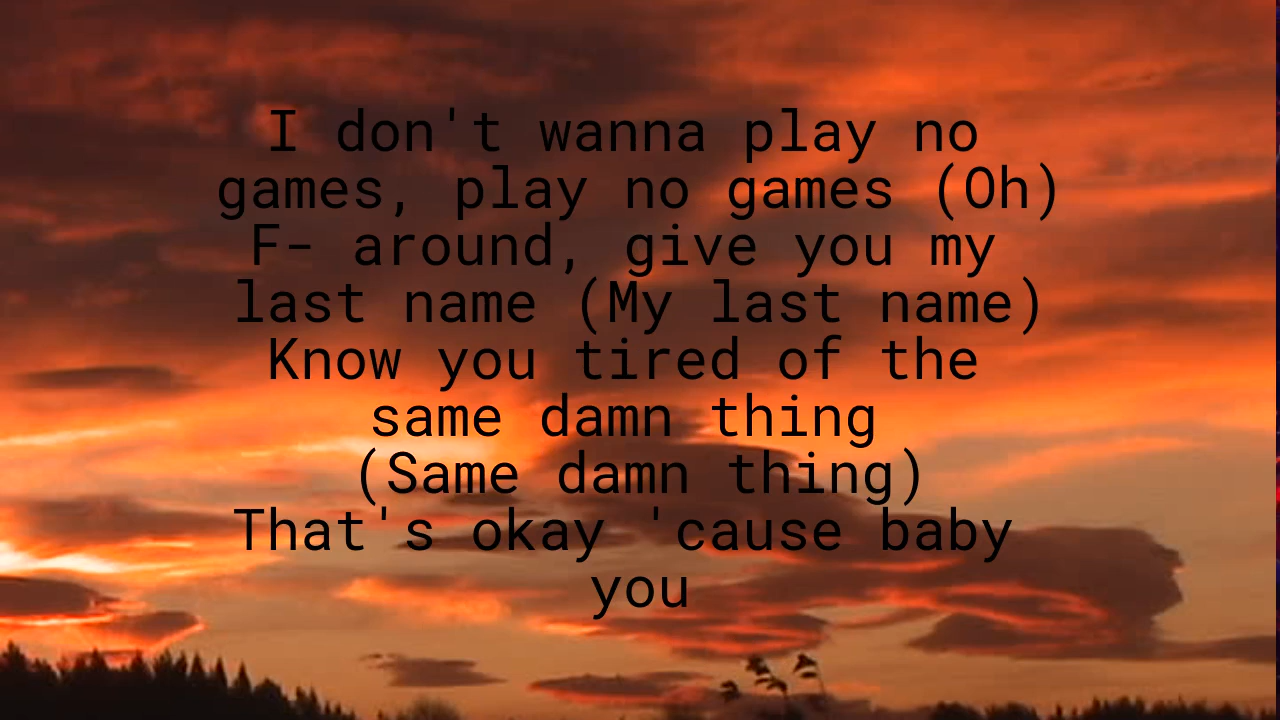 I don't wanna play no
games, play no games (Oh)
F- around, give you my
last name (My last name)
Know you tired of the
same damn thing
(Same damn thing)
That's okay 'cause baby
you